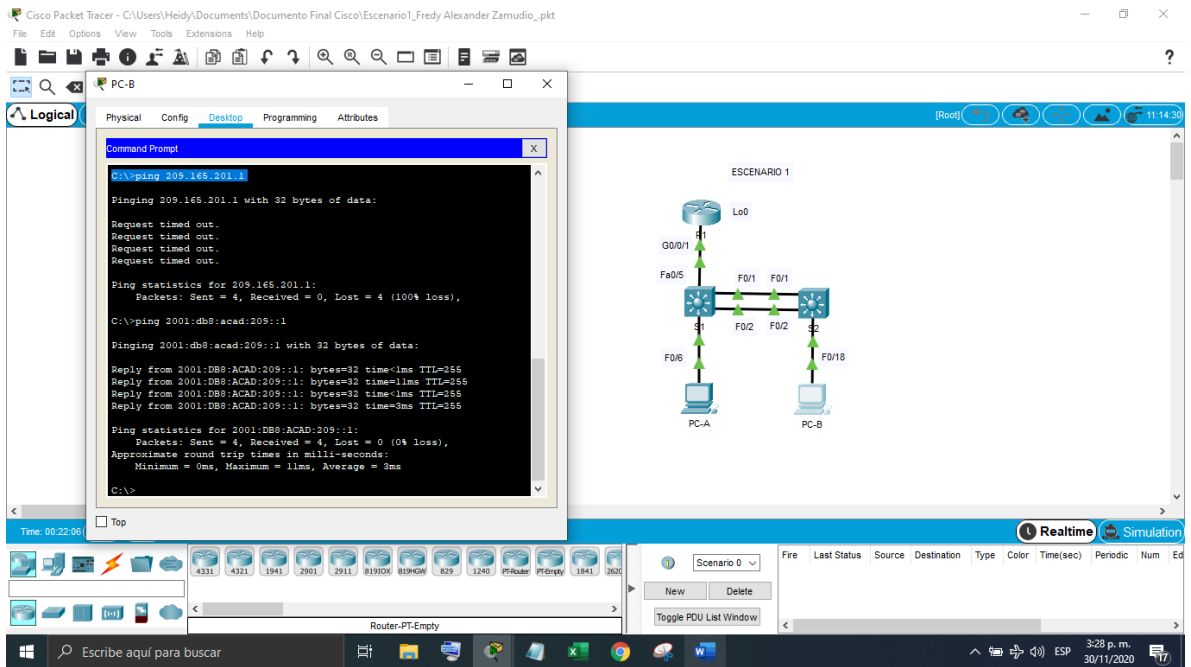 Cisco Packet Tracer - C:\Users\Heidy\Documents\Documento Final Cisco\Escenario1_Fredy Alexander Zamudio_.pkt
File Edit Options View Tools Extensions Help
?
PC-B
Logical
[Root]
11:14:30
Physical Config Desktop Programming Attributes
Command Prompt
X
C:\>ping 209.165.201.1
Pinging 209.165.201.1 with 32 bytes of data:
Request timed out.
Request timed out.
Request timed out.
Request timed out.
Ping statistics for 209.165.201.1:
Packets: Sent = 4, Received = 0, Lost = 4 (100% loss),
C:\>ping 2001:db8:acad:209::1
Pinging 2001:db8:acad:209::1 with 32 bytes of data:
Reply from 2001:DB8:ACAD:209::1: bytes=32 time<1ms TTL=255
Reply from 2001:DB8:ACAD:209::1: bytes=32 time=11ms TTL=255
Reply from 2001:DB8:ACAD:209::1: bytes=32 time<1ms TTL=255
Reply from 2001:DB8:ACAD:209::1: bytes=32 time=3ms TTL=255
Ping statistics for 2001:DB8:ACAD:209::1:
Packets: Sent = 4, Received = 4, Lost = 0 (0% loss),
Approximate round trip times in milli-seconds:
Minimum = 0ms, Maximum = 11ms, Average = 3ms
C:\>
Top
ESCENARIO 1
Lo0
R1
G0/0/1
Fa0/5
F0/1 F0/1
S1
F0/2 F0/2
S2
F0/6
F0/18
PC-A
PC-B
Time: 00:22:06
Realtime
Simulation
4331 4321 1941 2901 2911 819IOX 819HGW 829 1240 PT-Router PT-Empty 1841 262
Router-PT-Empty
Scenario 0
New Delete
Toggle PDU List Window
Fire Last Status Source Destination Type Color Time(sec) Periodic Num Ed
Escribe aquí para buscar
ESP
3:28 p. m.
30/11/2020
17